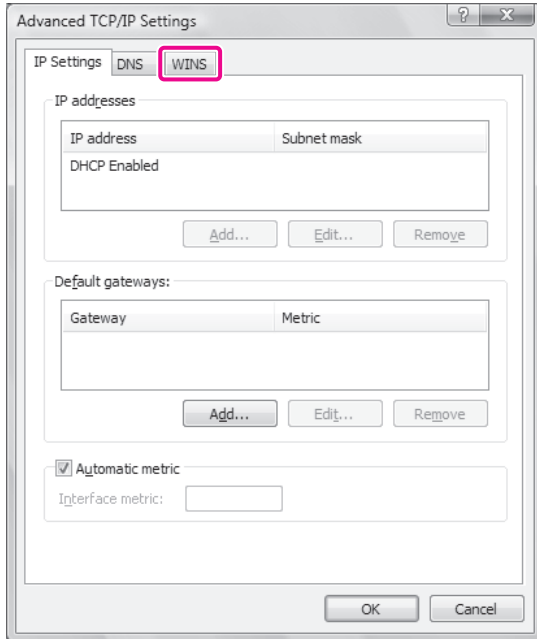 Advanced TCP/IP Settings
? X
IP Settings DNS WINS
IP addresses
IP address Subnet mask
DHCP Enabled
Add... Edit... Remove
Default gateways:
Gateway Metric
Add... Edit... Remove
Automatic metric
Interface metric:
OK Cancel